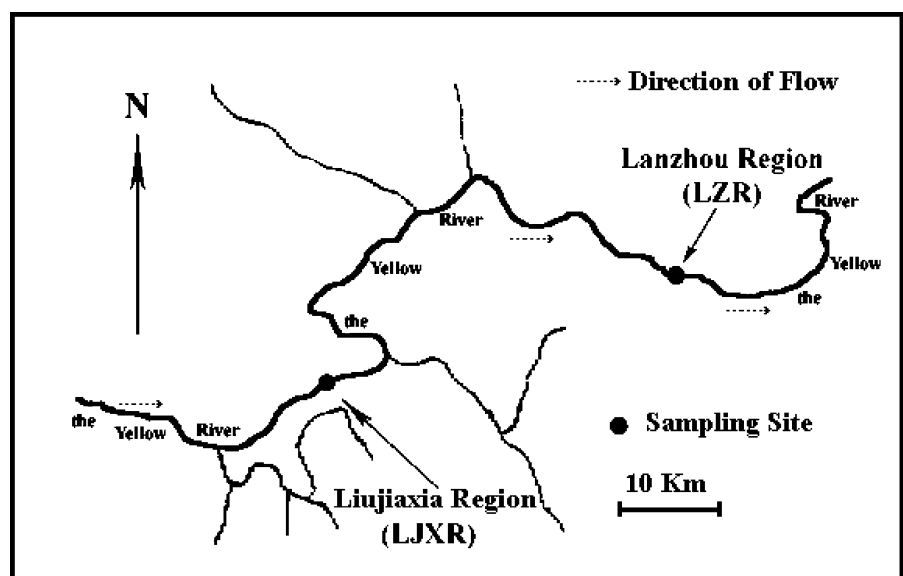 N
Direction of Flow
Lanzhou Region
(LZR)
River
River
Yellow
Yellow
the
the
the
Yellow
River
Sampling Site
Liujiaxia Region
(LJXR)
10 Km